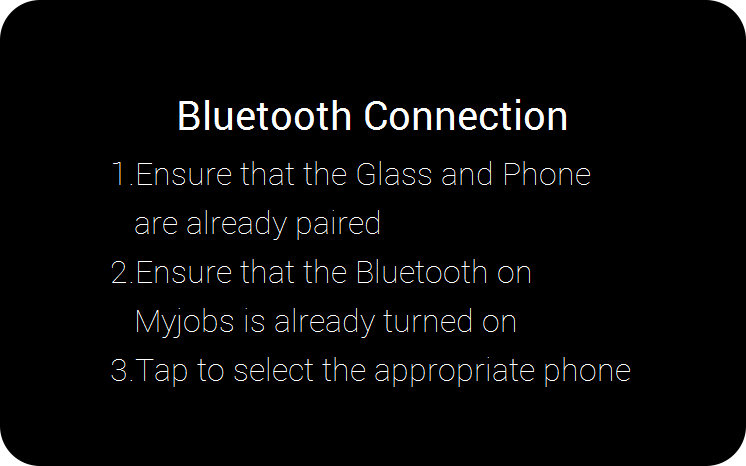 Bluetooth Connection
1.Ensure that the Glass and Phone
are already paired
2.Ensure that the Bluetooth on
Myjobs is already turned on
3.Tap to select the appropriate phone